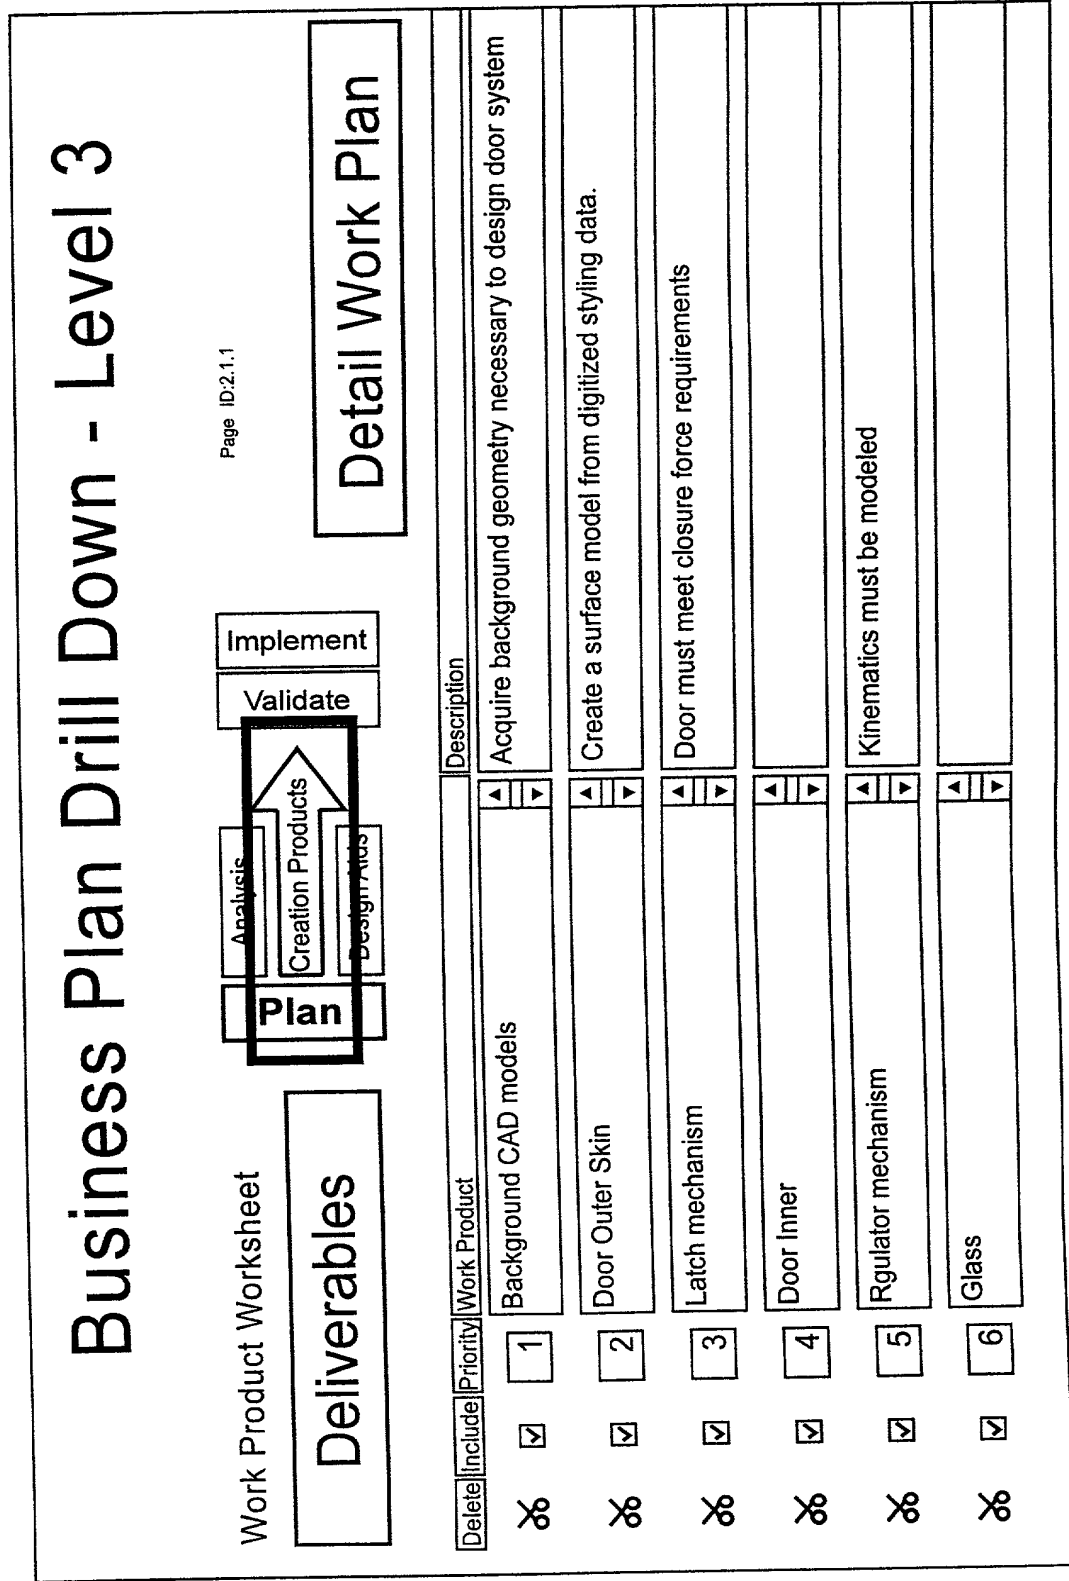 Business Plan Drill Down - Level 3
Work Product Worksheet
Page ID:2.1.1
Deliverables
Plan
Analysis
Creation Products
Design Aids
Validate
Implement
Detail Work Plan
Delete Include Priority Work Product Description
1 Background CAD models Acquire background geometry necessary to design door system
2 Door Outer Skin Create a surface model from digitized styling data.
3 Latch mechanism Door must meet closure force requirements
4 Door Inner
5 Rgulator mechanism Kinematics must be modeled
6 Glass